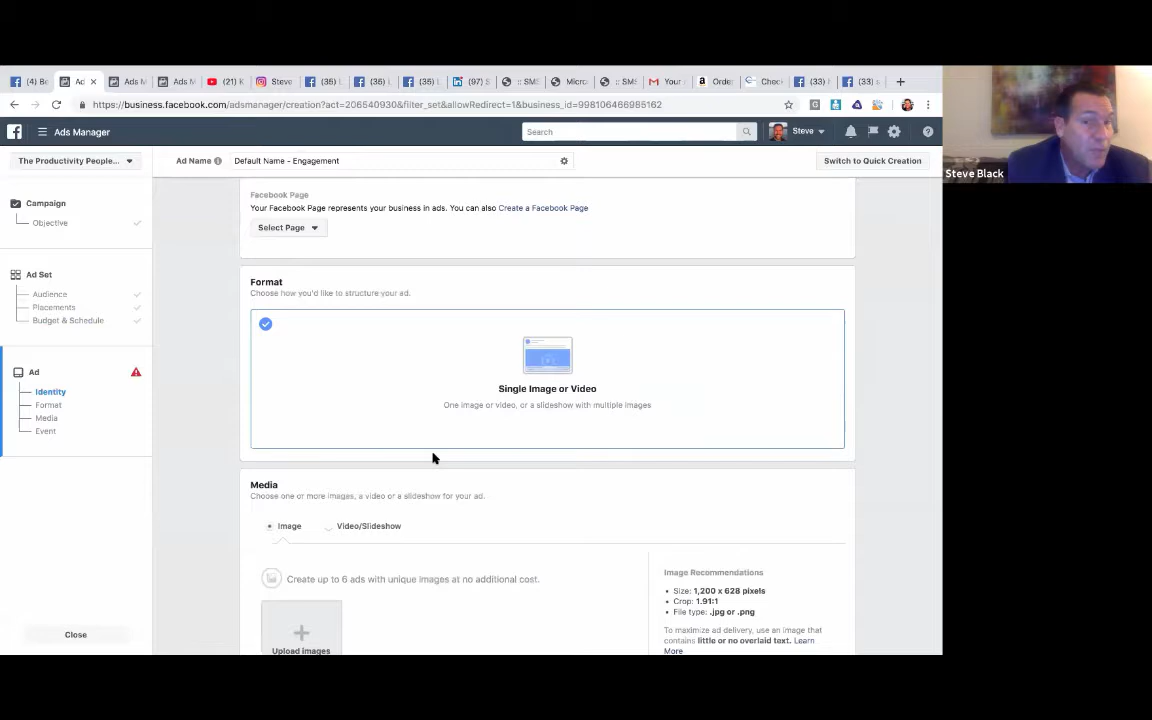 (4) Be
Ad
Ads M
Ads M
(21) K
Steve
(35)
(36)
(35)
(97) S
:: SM
Micro
:: SM
Your
Orde
Check
(33)
(33) s
https://business.facebook.com/adsmanager/creation?act=206540930&filter_set&allowRedirect=1&business_id=998106466985162
Ads Manager
Search
Steve
Steve Black
The Productivity People...
Ad Name
Default Name - Engagement
Switch to Quick Creation
Campaign
Objective
Ad Set
Audience
Placements
Budget & Schedule
Ad
Identity
Format
Media
Event
Close
Facebook Page
Your Facebook Page represents your business in ads. You can also Create a Facebook Page
Select Page
Format
Choose how you'd like to structure your ad.
Single Image or Video
One image or video, or a slideshow with multiple images
Media
Choose one or more images, a video or a slideshow for your ad.
Image
Video/Slideshow
Create up to 6 ads with unique images at no additional cost.
Upload images
Image Recommendations
• Size: 1,200 x 628 pixels
• Crop: 1.91:1
• File type: .jpg or .png
To maximize ad delivery, use an image that
contains little or no overlaid text. Learn
More